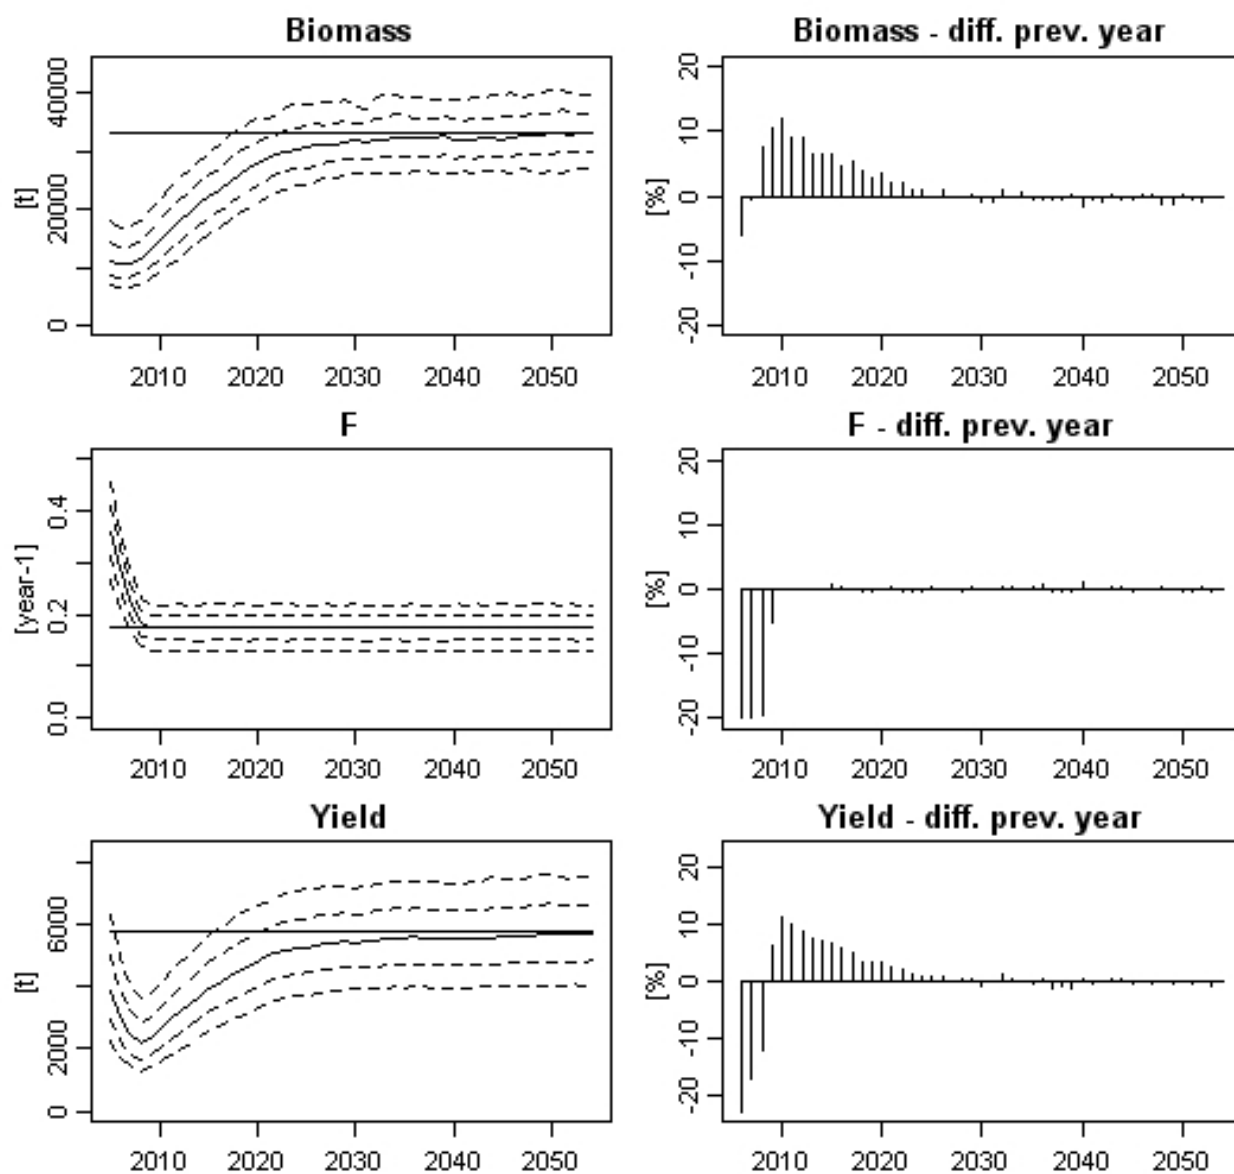 Biomass
Biomass - diff. prev. year
[t]
0 20000 40000
2010 2020 2030 2040 2050
[%]
-20 -10 0 10 20
2010 2020 2030 2040 2050
F
F - diff. prev. year
[year-1]
0.0 0.2 0.4
2010 2020 2030 2040 2050
[%]
-20 -10 0 10 20
2010 2020 2030 2040 2050
Yield
Yield - diff. prev. year
[t]
0 2000 6000
2010 2020 2030 2040 2050
[%]
-20 -10 0 10 20
2010 2020 2030 2040 2050